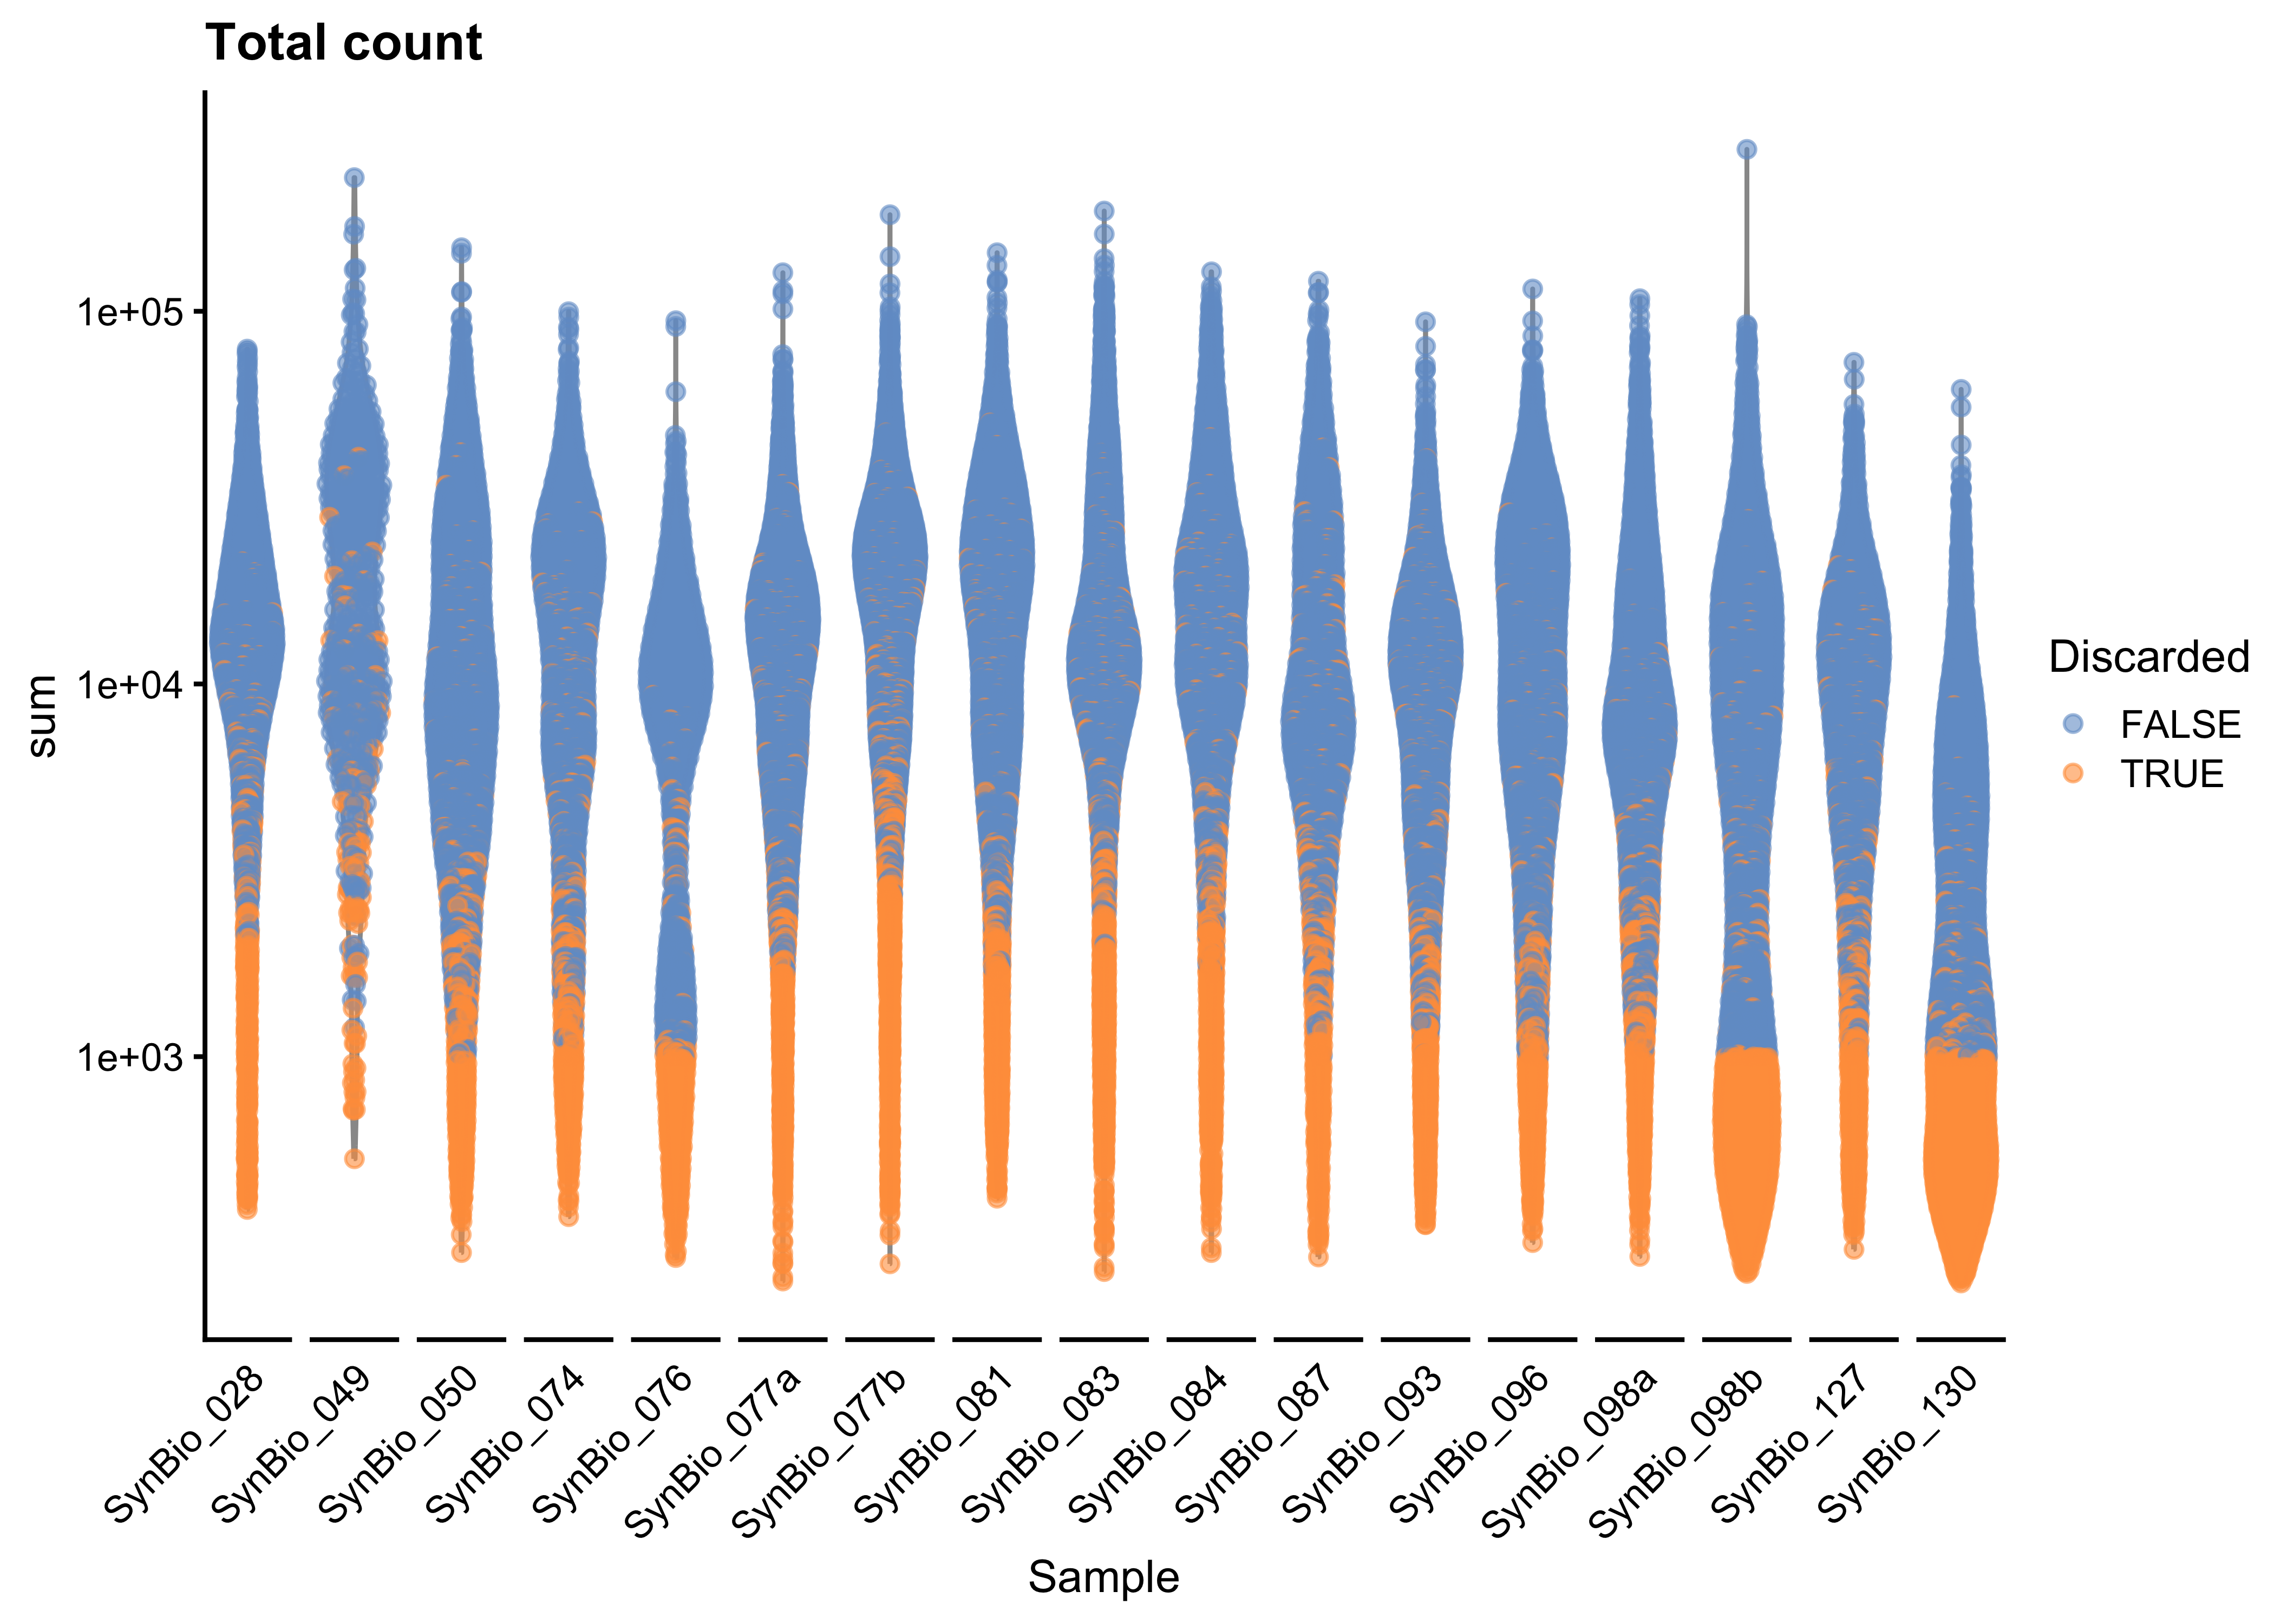 Total count
sum
1e+05
1e+04
1e+03
SynBio_028
SynBio_049
SynBio_050
SynBio_074
SynBio_076
SynBio_077a
SynBio_077b
SynBio_081
SynBio_083
SynBio_084
SynBio_087
SynBio_093
SynBio_096
SynBio_098a
SynBio_098b
SynBio_127
SynBio_130
Sample
Discarded
FALSE
TRUE